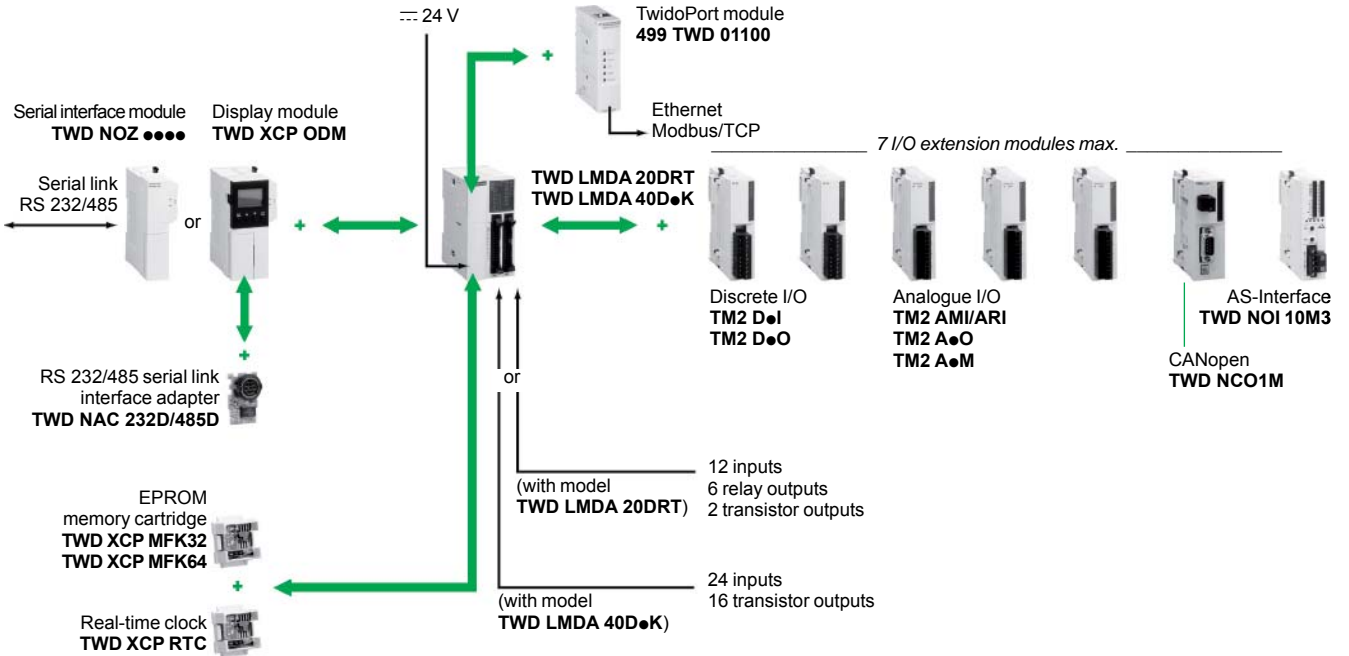 ⎓ 24 V
TwidoPort module
499 TWD 01100
Ethernet
Modbus/TCP
Serial interface module
TWD NOZ ●●●●
Display module
TWD XCP ODM
Serial link
RS 232/485
or
+
+
TWD LMDA 20DRT
TWD LMDA 40D●K
+
7 I/O extension modules max.
Discrete I/O
TM2 D●I
TM2 D●O
Analogue I/O
TM2 AMI/ARI
TM2 A●O
TM2 A●M
CANopen
TWD NCO1M
AS-Interface
TWD NOI 10M3
+
RS 232/485 serial link
interface adapter
TWD NAC 232D/485D
or
(with model
TWD LMDA 20DRT)
12 inputs
6 relay outputs
2 transistor outputs
EPROM
memory cartridge
TWD XCP MFK32
TWD XCP MFK64
+
Real-time clock
TWD XCP RTC
(with model
TWD LMDA 40D●K)
24 inputs
16 transistor outputs